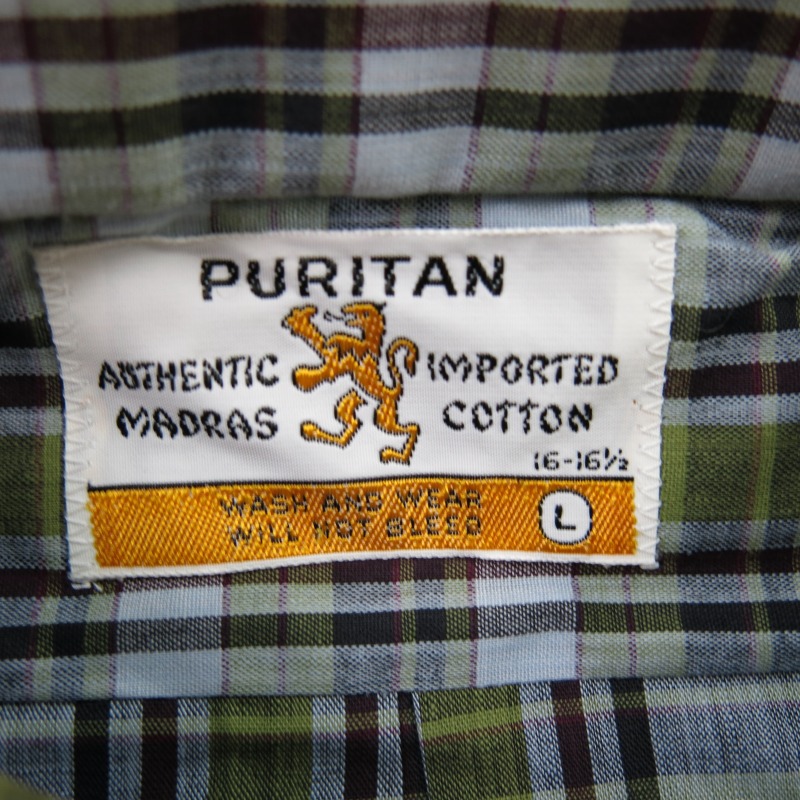 PURITAN
AUTHENTIC IMPORTED
MADRAS COTTON
16-16½
WASH AND WEAR
WILL NOT BLEED
L